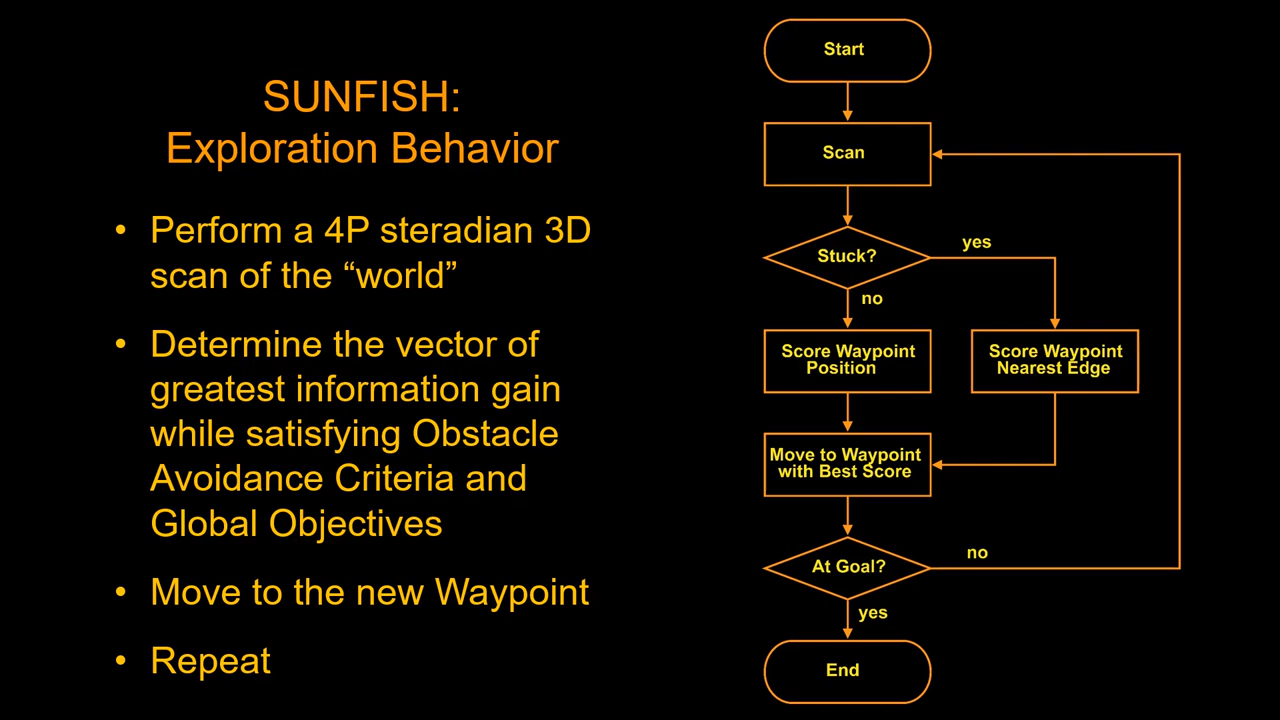 SUNFISH:
Exploration Behavior
• Perform a 4P steradian 3D
scan of the “world”
• Determine the vector of
greatest information gain
while satisfying Obstacle
Avoidance Criteria and
Global Objectives
• Move to the new Waypoint
• Repeat
Start
Scan
Stuck?
yes
no
Score Waypoint
Position
Score Waypoint
Nearest Edge
Move to Waypoint
with Best Score
At Goal?
no
yes
End